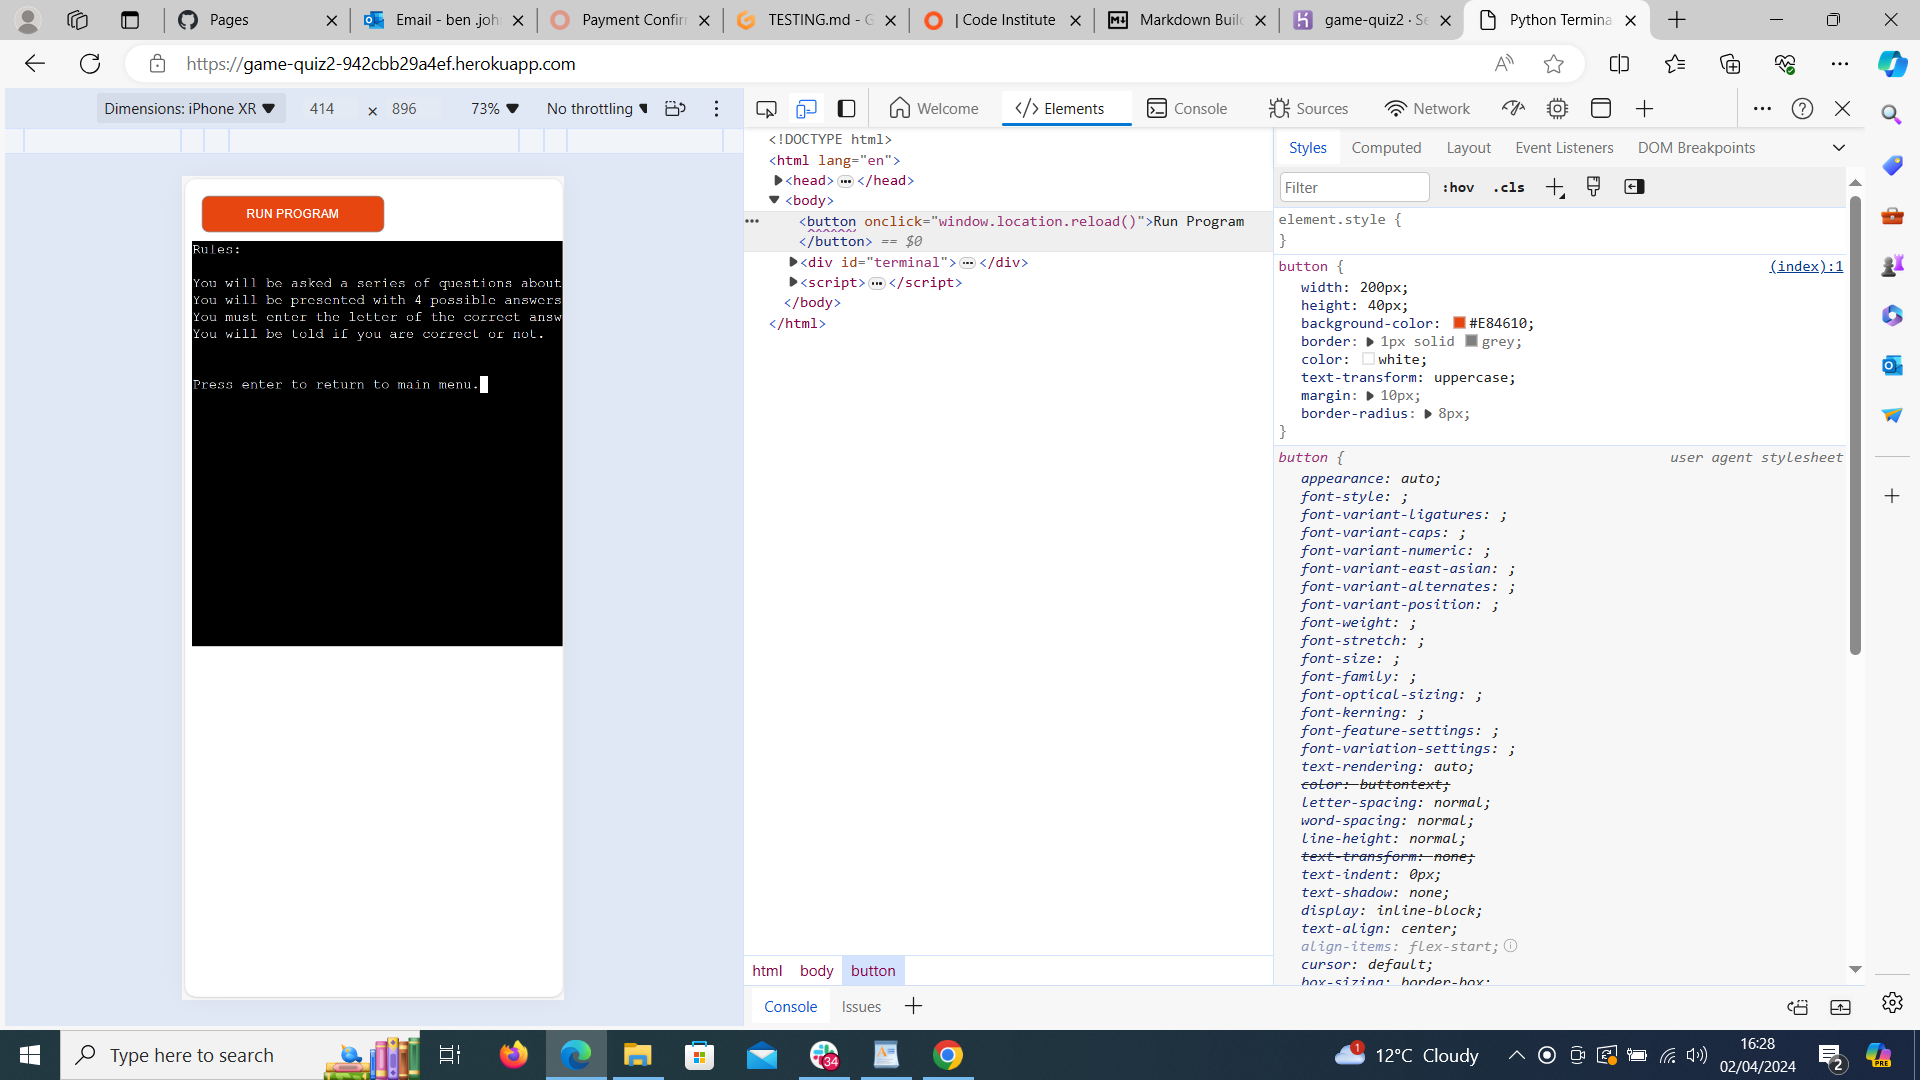 Pages
Email - ben johr
Payment Confir
TESTING.md - G
| Code Institute
Markdown Buil
game-quiz2 · Se
Python Termina
https://game-quiz2-942cbb29a4ef.herokuapp.com
Dimensions: iPhone XR
414
×
896
73%
No throttling
Welcome
Elements
Console
Sources
Network
RUN PROGRAM
Rules:
You will be asked a series of questions about
You will be presented with 4 possible answers
You must enter the letter of the correct answ
You will be told if you are correct or not.
Press enter to return to main menu.
<!DOCTYPE html>
<html lang="en">
<head> ··· </head>
<body>
··· <button onclick="window.location.reload()">Run Program
</button> == $0
<div id="terminal"> ··· </div>
<script> ··· </script>
</body>
</html>
html body button
Styles Computed Layout Event Listeners DOM Breakpoints
Filter
:hov .cls
element.style {
}
button { (index):1
width: 200px;
height: 40px;
background-color: #E84610;
border: 1px solid grey;
color: white;
text-transform: uppercase;
margin: 10px;
border-radius: 8px;
}
button { user agent stylesheet
appearance: auto;
font-style: ;
font-variant-ligatures: ;
font-variant-caps: ;
font-variant-numeric: ;
font-variant-east-asian: ;
font-variant-alternates: ;
font-variant-position: ;
font-weight: ;
font-stretch: ;
font-size: ;
font-family: ;
font-optical-sizing: ;
font-kerning: ;
font-feature-settings: ;
font-variation-settings: ;
text-rendering: auto;
color: buttontext;
letter-spacing: normal;
word-spacing: normal;
line-height: normal;
text-transform: none;
text-indent: 0px;
text-shadow: none;
display: inline-block;
text-align: center;
align-items: flex-start;
cursor: default;
box-sizing: border-box;
Console Issues
Type here to search
34
1
12°C Cloudy
16:28
02/04/2024
2
PRE